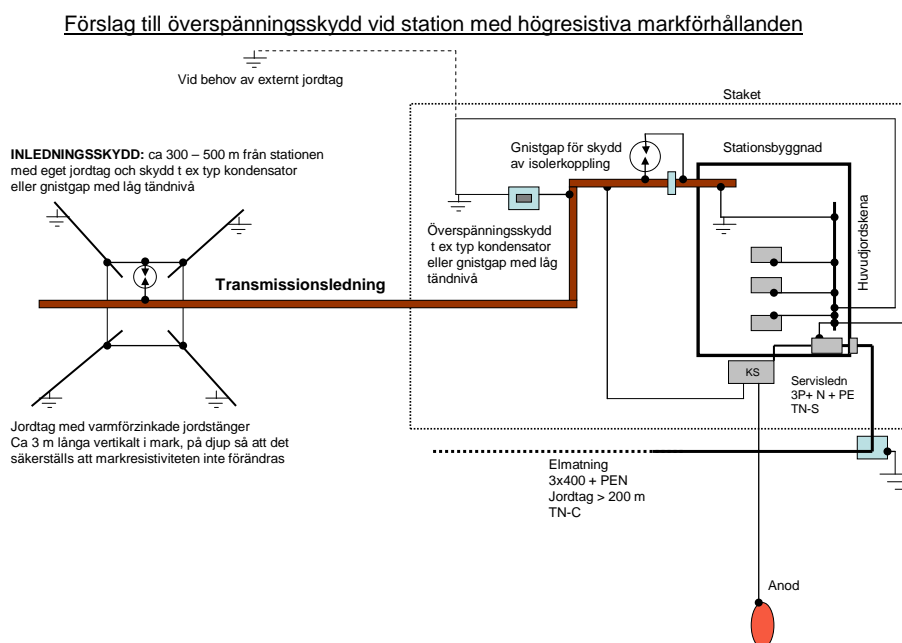 Förslag till överspänningsskydd vid station med högresistiva markförhållanden
Vid behov av externt jordtag
Staket
INLEDNINGSSKYDD: ca 300 – 500 m från stationen
med eget jordtag och skydd t ex typ kondensator
eller gnistgap med låg tändnivå
Gnistgap för skydd
av isolerkoppling
Stationsbyggnad
Överspänningsskydd
t ex typ kondensator
eller gnistgap med låg
tändnivå
Huvudjordskena
Transmissionsledning
KS
Servisledn
3P+ N + PE
TN-S
Jordtag med varmförzinkade jordstänger
Ca 3 m långa vertikalt i mark, på djup så att det
säkerställs att markresistiviteten inte förändras
Elmatning
3x400 + PEN
Jordtag > 200 m
TN-C
Anod